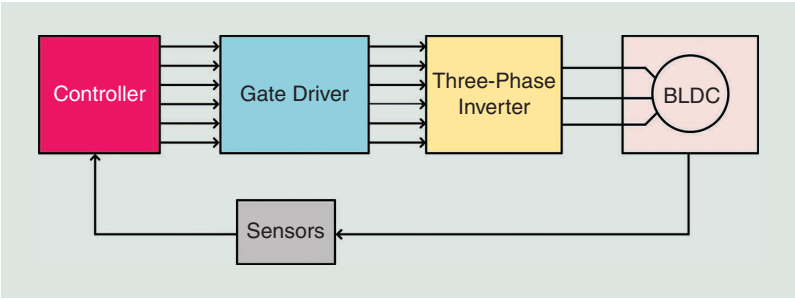 Controller
Gate Driver
Three-Phase
Inverter
BLDC
Sensors